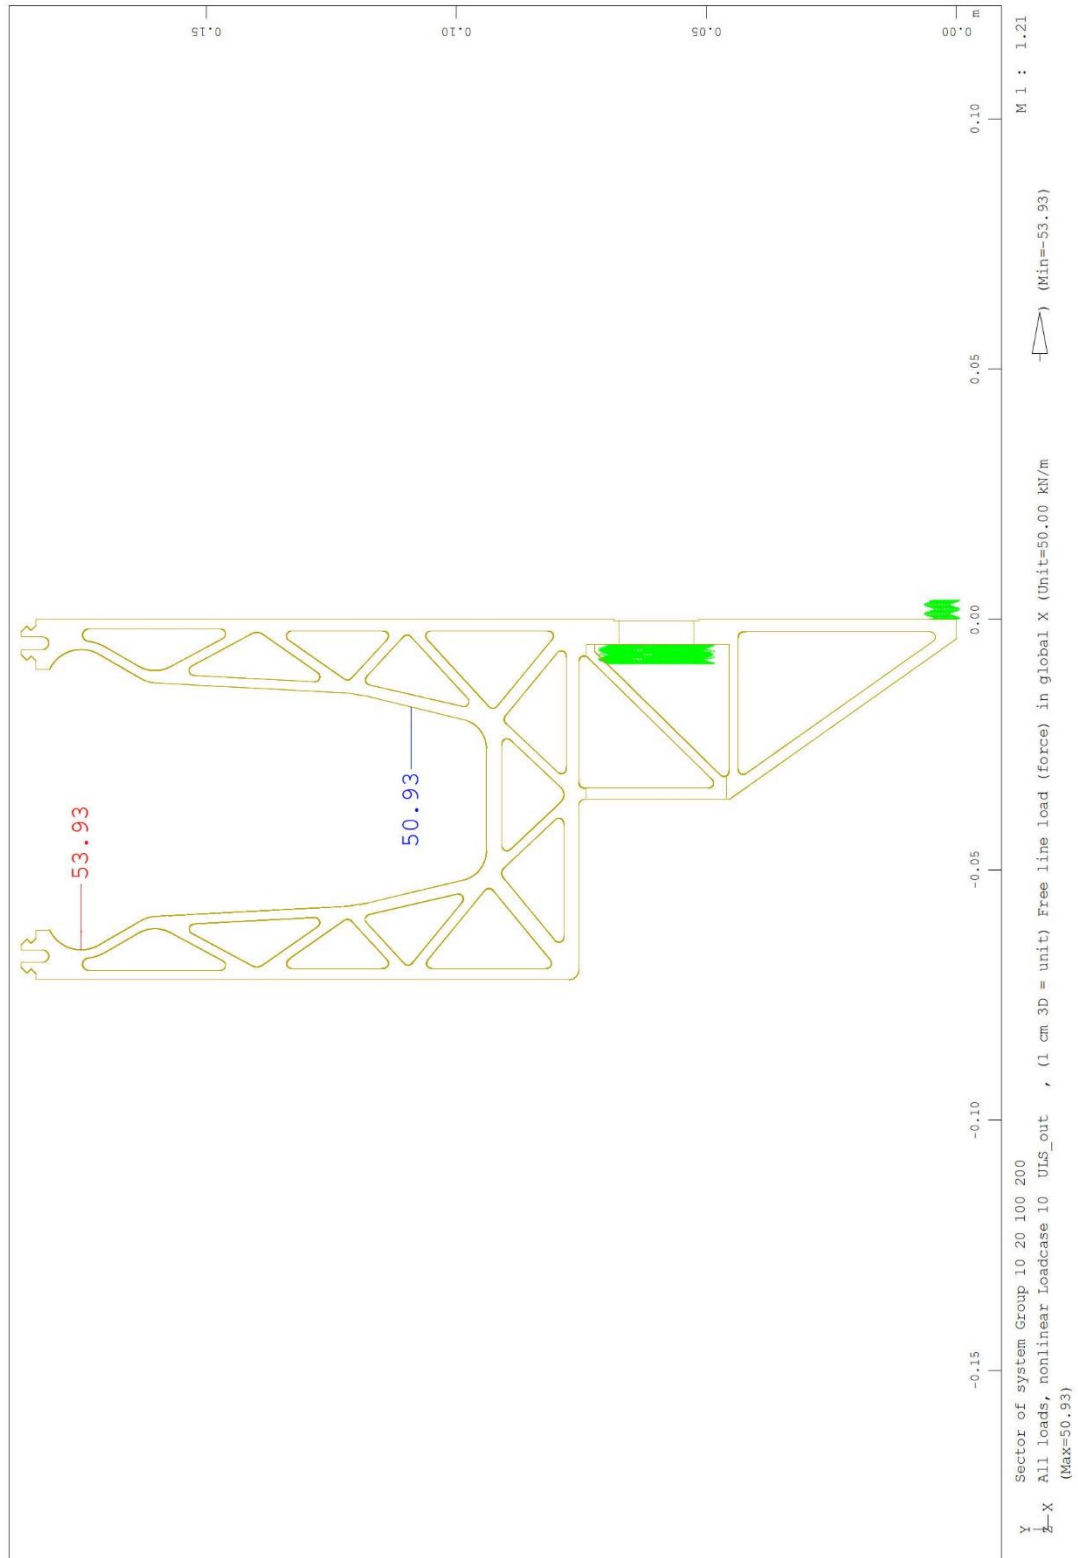 53.93
50.93
0.15
0.10
0.05
0.00
m
-0.15
-0.10
-0.05
0.00
0.05
0.10
Y
Z X
Sector of system Group 10 20 100 200
M 1 : 1.21
All loads, nonlinear Loadcase 10 ULS_out , (1 cm 3D = unit) Free line load (force) in global X (Unit=50.00 kN/m ) (Min=-53.93)
(Max=50.93)